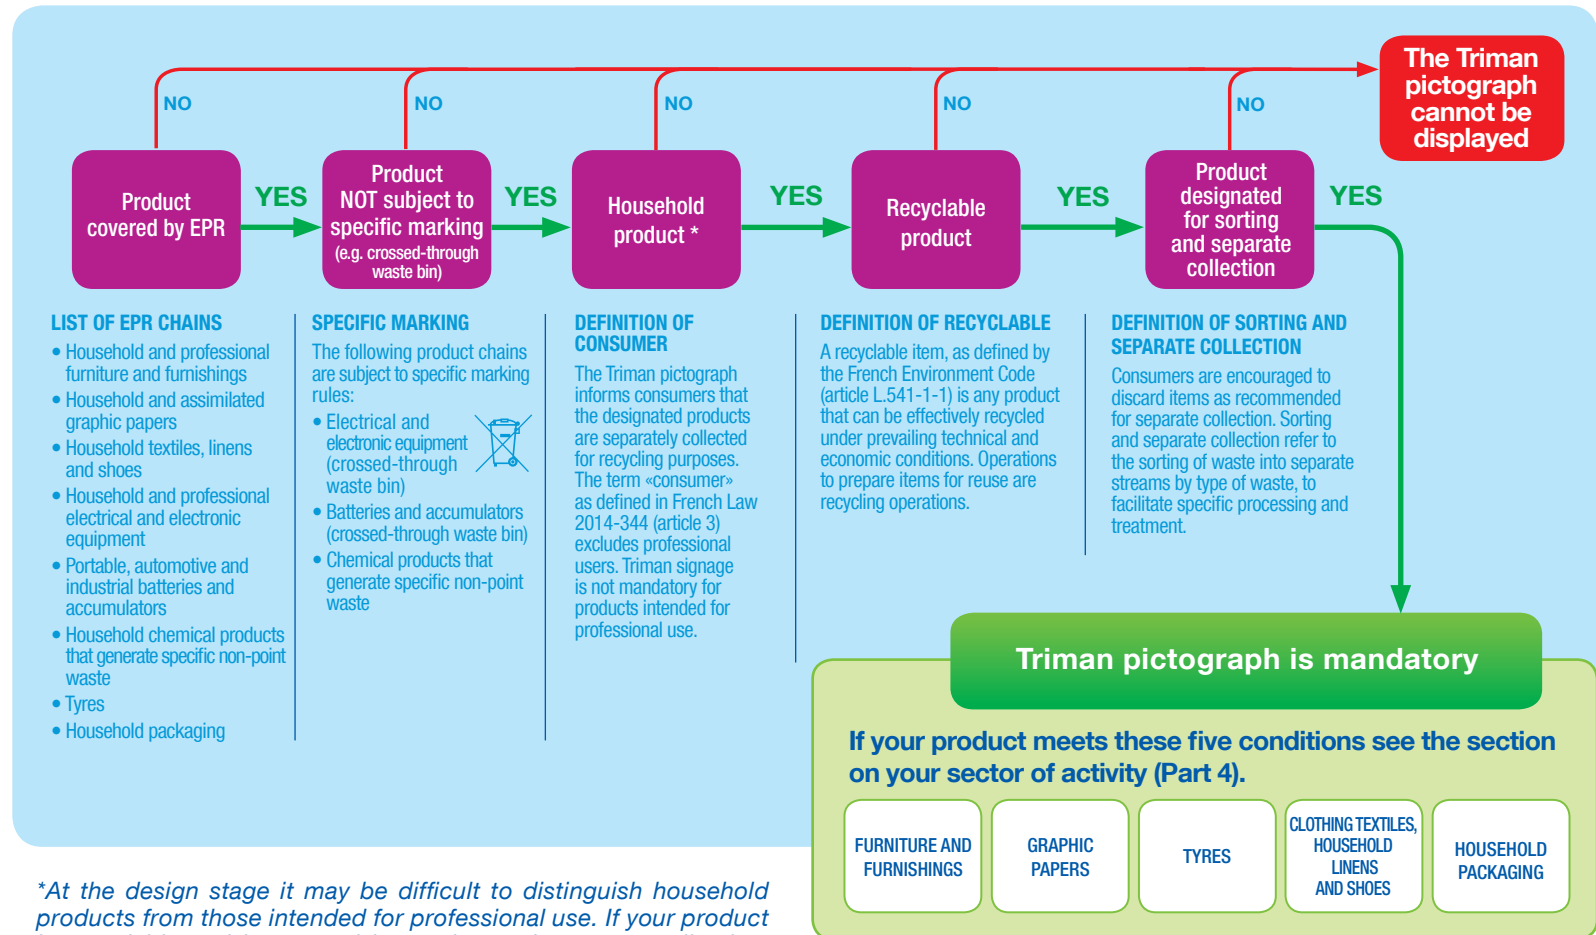 The Triman
pictograph
cannot be
displayed
NO
NO
NO
NO
NO
Product
covered by EPR
YES
Product
NOT subject to
specific marking
(e.g. crossed-through
waste bin)
YES
Household
product *
YES
Recyclable
product
YES
Product
designated
for sorting
and separate
collection
YES
LIST OF EPR CHAINS
• Household and professional
furniture and furnishings
• Household and assimilated
graphic papers
• Household textiles, linens
and shoes
• Household and professional
electrical and electronic
equipment
• Portable, automotive and
industrial batteries and
accumulators
• Household chemical products
that generate specific non-point
waste
• Tyres
• Household packaging
SPECIFIC MARKING
The following product chains
are subject to specific marking
rules:
• Electrical and
electronic equipment
(crossed-through
waste bin)
• Batteries and accumulators
(crossed-through waste bin)
• Chemical products that
generate specific non-point
waste
DEFINITION OF
CONSUMER
The Triman pictograph
informs consumers that
the designated products
are separately collected
for recycling purposes.
The term «consumer»
as defined in French Law
2014-344 (article 3)
excludes professional
users. Triman signage
is not mandatory for
products intended for
professional use.
DEFINITION OF RECYCLABLE
A recyclable item, as defined by
the French Environment Code
(article L.541-1-1) is any product
that can be effectively recycled
under prevailing technical and
economic conditions. Operations
to prepare items for reuse are
recycling operations.
DEFINITION OF SORTING AND
SEPARATE COLLECTION
Consumers are encouraged to
discard items as recommended
for separate collection. Sorting
and separate collection refer to
the sorting of waste into separate
streams by type of waste, to
facilitate specific processing and
treatment.
Triman pictograph is mandatory
If your product meets these five conditions see the section
on your sector of activity (Part 4).
FURNITURE AND
FURNISHINGS
GRAPHIC
PAPERS
TYRES
CLOTHING TEXTILES,
HOUSEHOLD
LINENS
AND SHOES
HOUSEHOLD
PACKAGING
*At the design stage it may be difficult to distinguish household
products from those intended for professional use. If your product